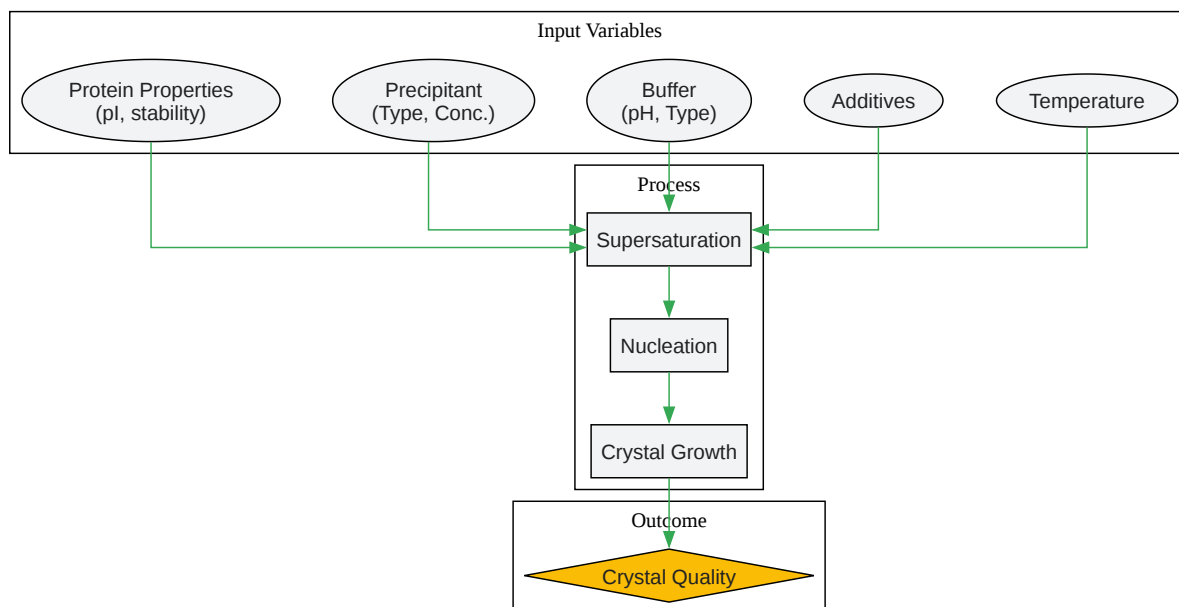 Input Variables
Protein Properties
(pI, stability)
Precipitant
(Type, Conc.)
Buffer
(pH, Type)
Additives
Temperature
Process
Supersaturation
Nucleation
Crystal Growth
Outcome
Crystal Quality